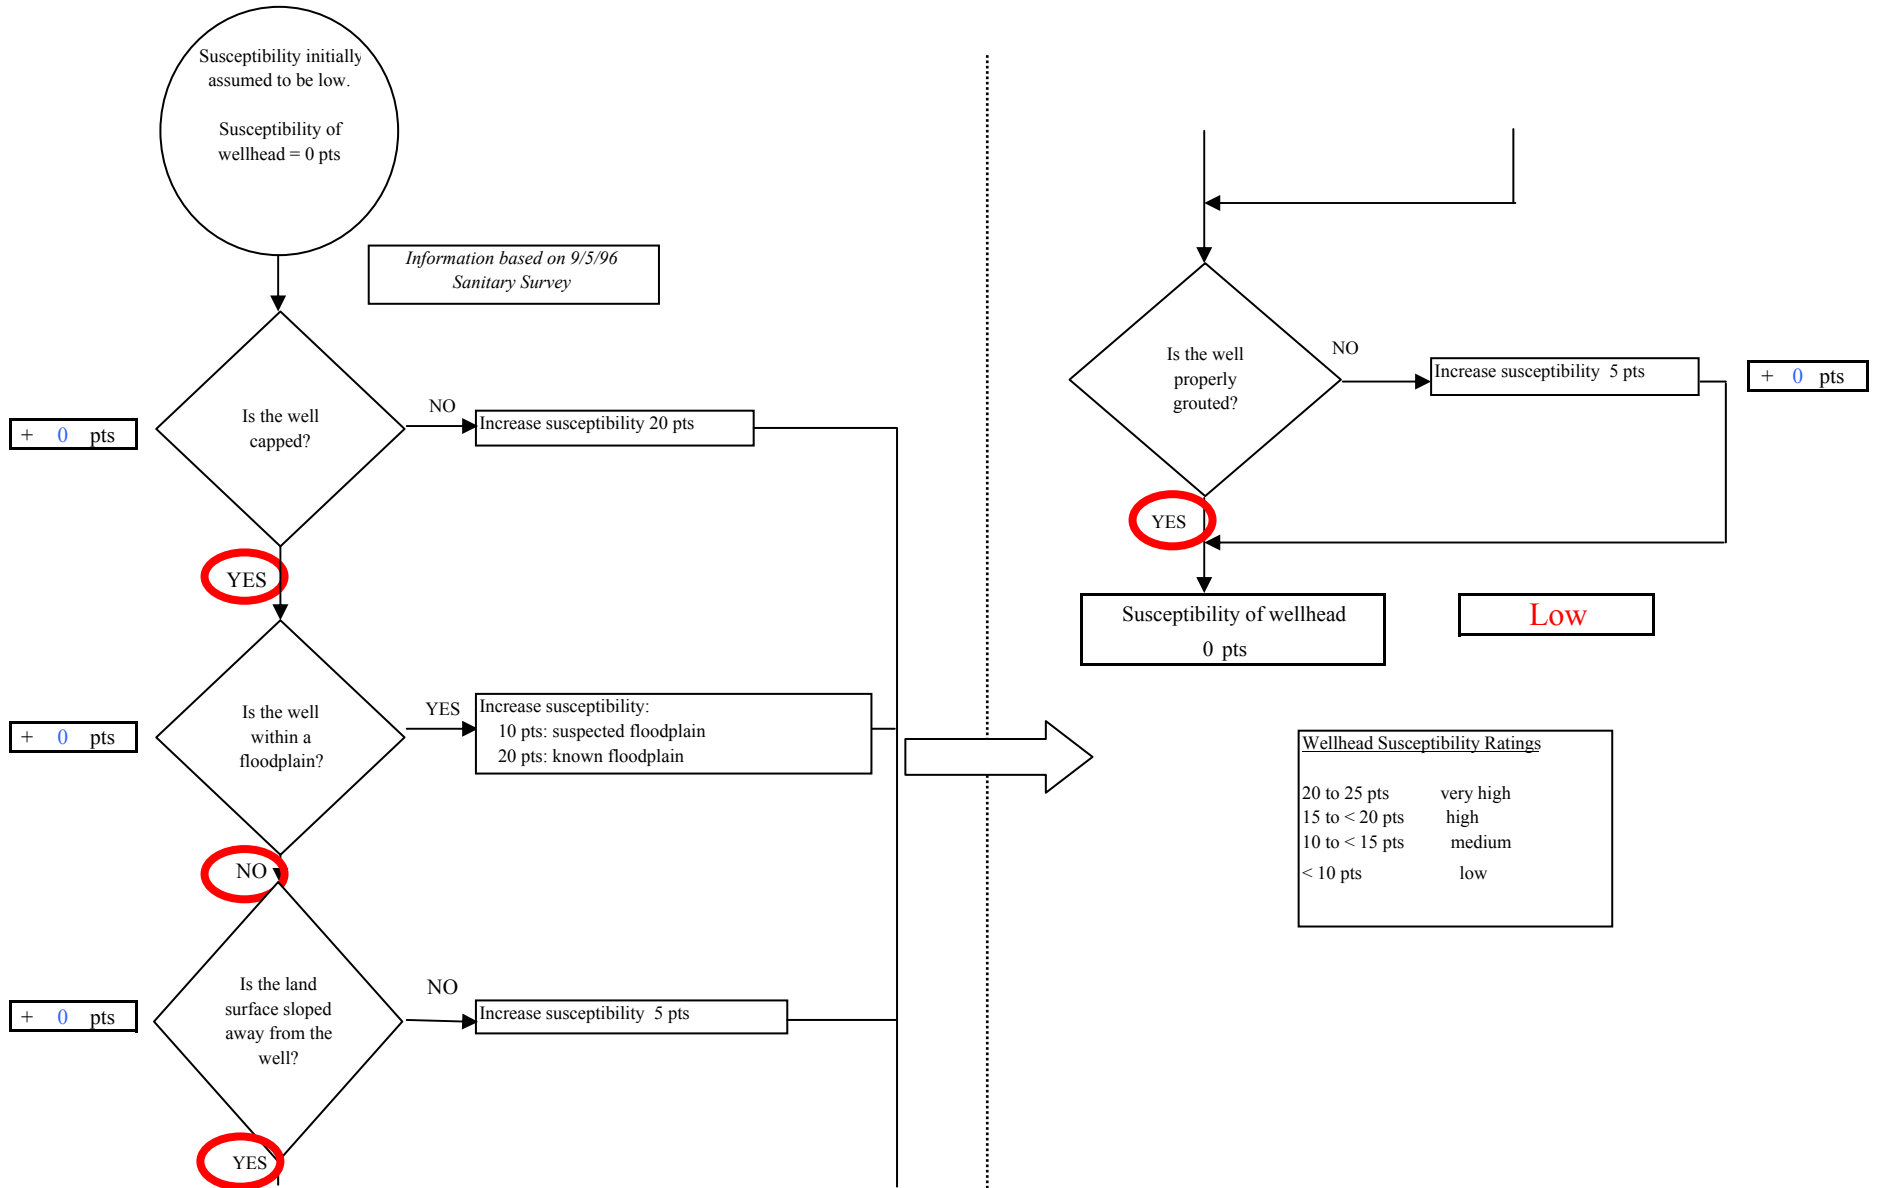 Susceptibility initially
assumed to be low.
Susceptibility of
wellhead = 0 pts
Information based on 9/5/96
Sanitary Survey
Is the well
capped?
NO
Increase susceptibility 20 pts
+ 0 pts
YES
Is the well
within a
floodplain?
YES
Increase susceptibility:
10 pts: suspected floodplain
20 pts: known floodplain
+ 0 pts
NO
Is the land
surface sloped
away from the
well?
NO
Increase susceptibility 5 pts
+ 0 pts
YES
Is the well
properly
grouted?
NO
Increase susceptibility 5 pts
+ 0 pts
YES
Susceptibility of wellhead
0 pts
Low
Wellhead Susceptibility Ratings
20 to 25 pts very high
15 to < 20 pts high
10 to < 15 pts medium
< 10 pts low